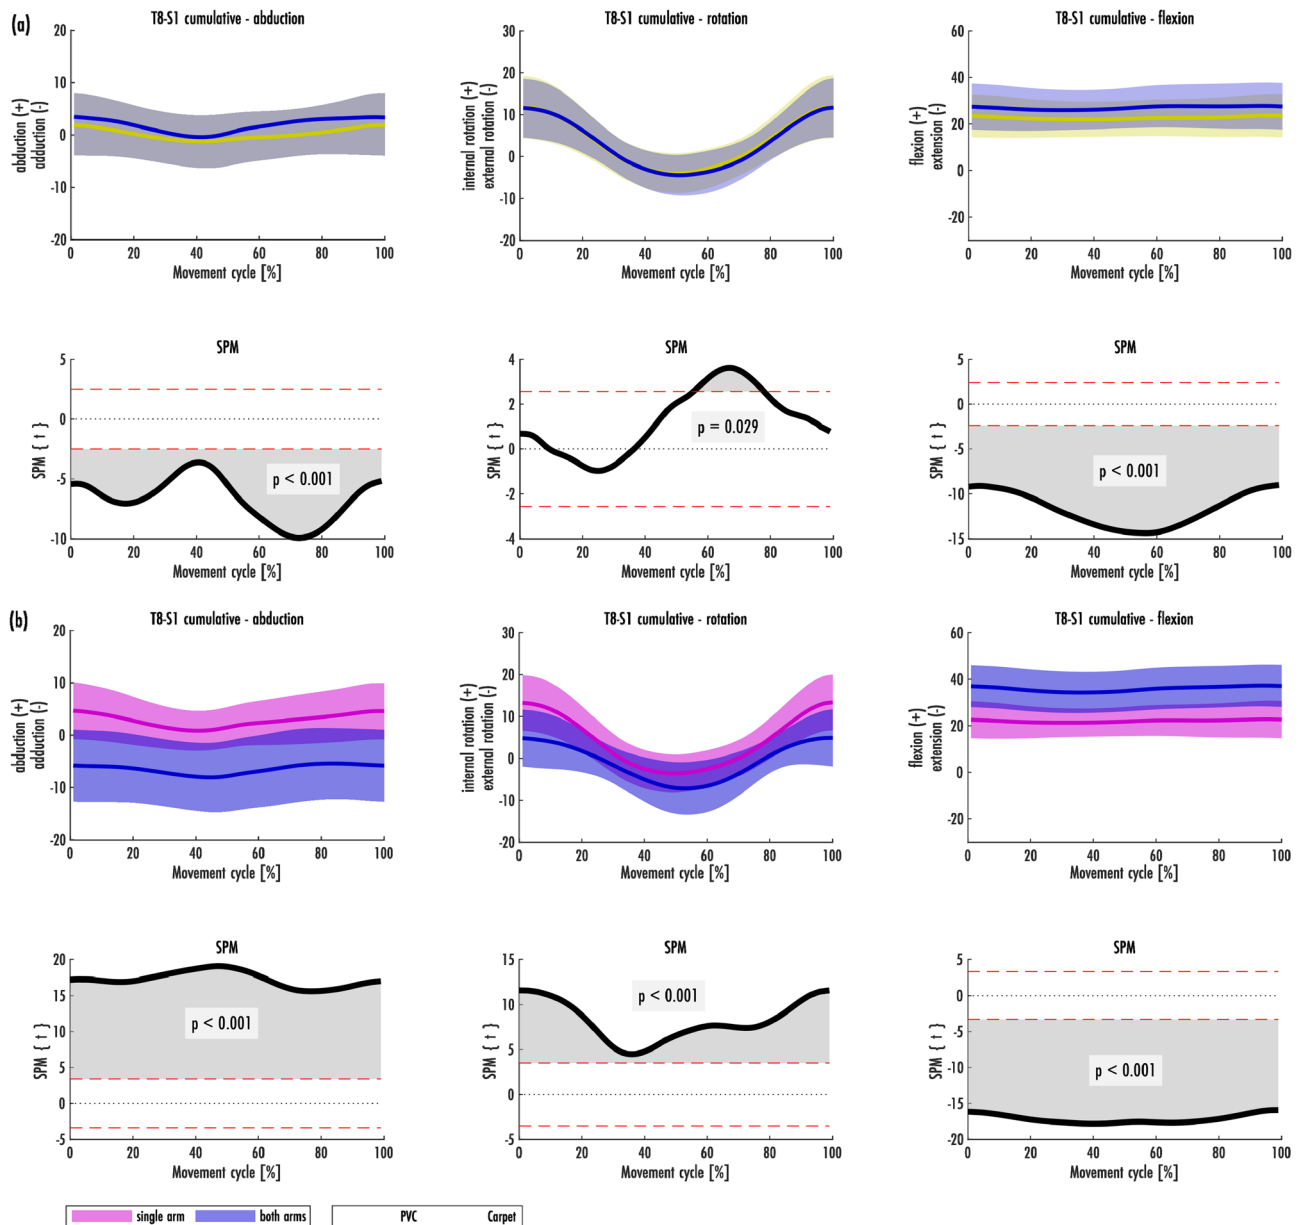 (a)
T8-S1 cumulative - abduction
T8-S1 cumulative - rotation
T8-S1 cumulative - flexion
abduction (+)
adduction (-)
20
10
0
-10
-20
0 20 40 60 80 100
Movement cycle [%]
internal rotation (+)
external rotation (-)
30
20
10
0
-10
-20
0 20 40 60 80 100
Movement cycle [%]
flexion (+)
extension (-)
60
40
20
0
-20
0 20 40 60 80 100
Movement cycle [%]
SPM
SPM { t }
5
0
-5
-10
p < 0.001
0 20 40 60 80 100
Movement cycle [%]
SPM
SPM { t }
4
2
0
-2
-4
p = 0.029
0 20 40 60 80 100
Movement cycle [%]
SPM
SPM { t }
5
0
-5
-10
-15
p < 0.001
0 20 40 60 80 100
Movement cycle [%]
(b)
T8-S1 cumulative - abduction
T8-S1 cumulative - rotation
T8-S1 cumulative - flexion
abduction (+)
adduction (-)
20
10
0
-10
-20
0 20 40 60 80 100
Movement cycle [%]
internal rotation (+)
external rotation (-)
30
20
10
0
-10
-20
0 20 40 60 80 100
Movement cycle [%]
flexion (+)
extension (-)
60
40
20
0
-20
0 20 40 60 80 100
Movement cycle [%]
SPM
SPM { t }
20
15
10
5
0
-5
p < 0.001
0 20 40 60 80 100
Movement cycle [%]
SPM
SPM { t }
15
10
5
0
-5
p < 0.001
0 20 40 60 80 100
Movement cycle [%]
SPM
SPM { t }
5
0
-5
-10
-15
-20
p < 0.001
0 20 40 60 80 100
Movement cycle [%]
single arm both arms PVC Carpet